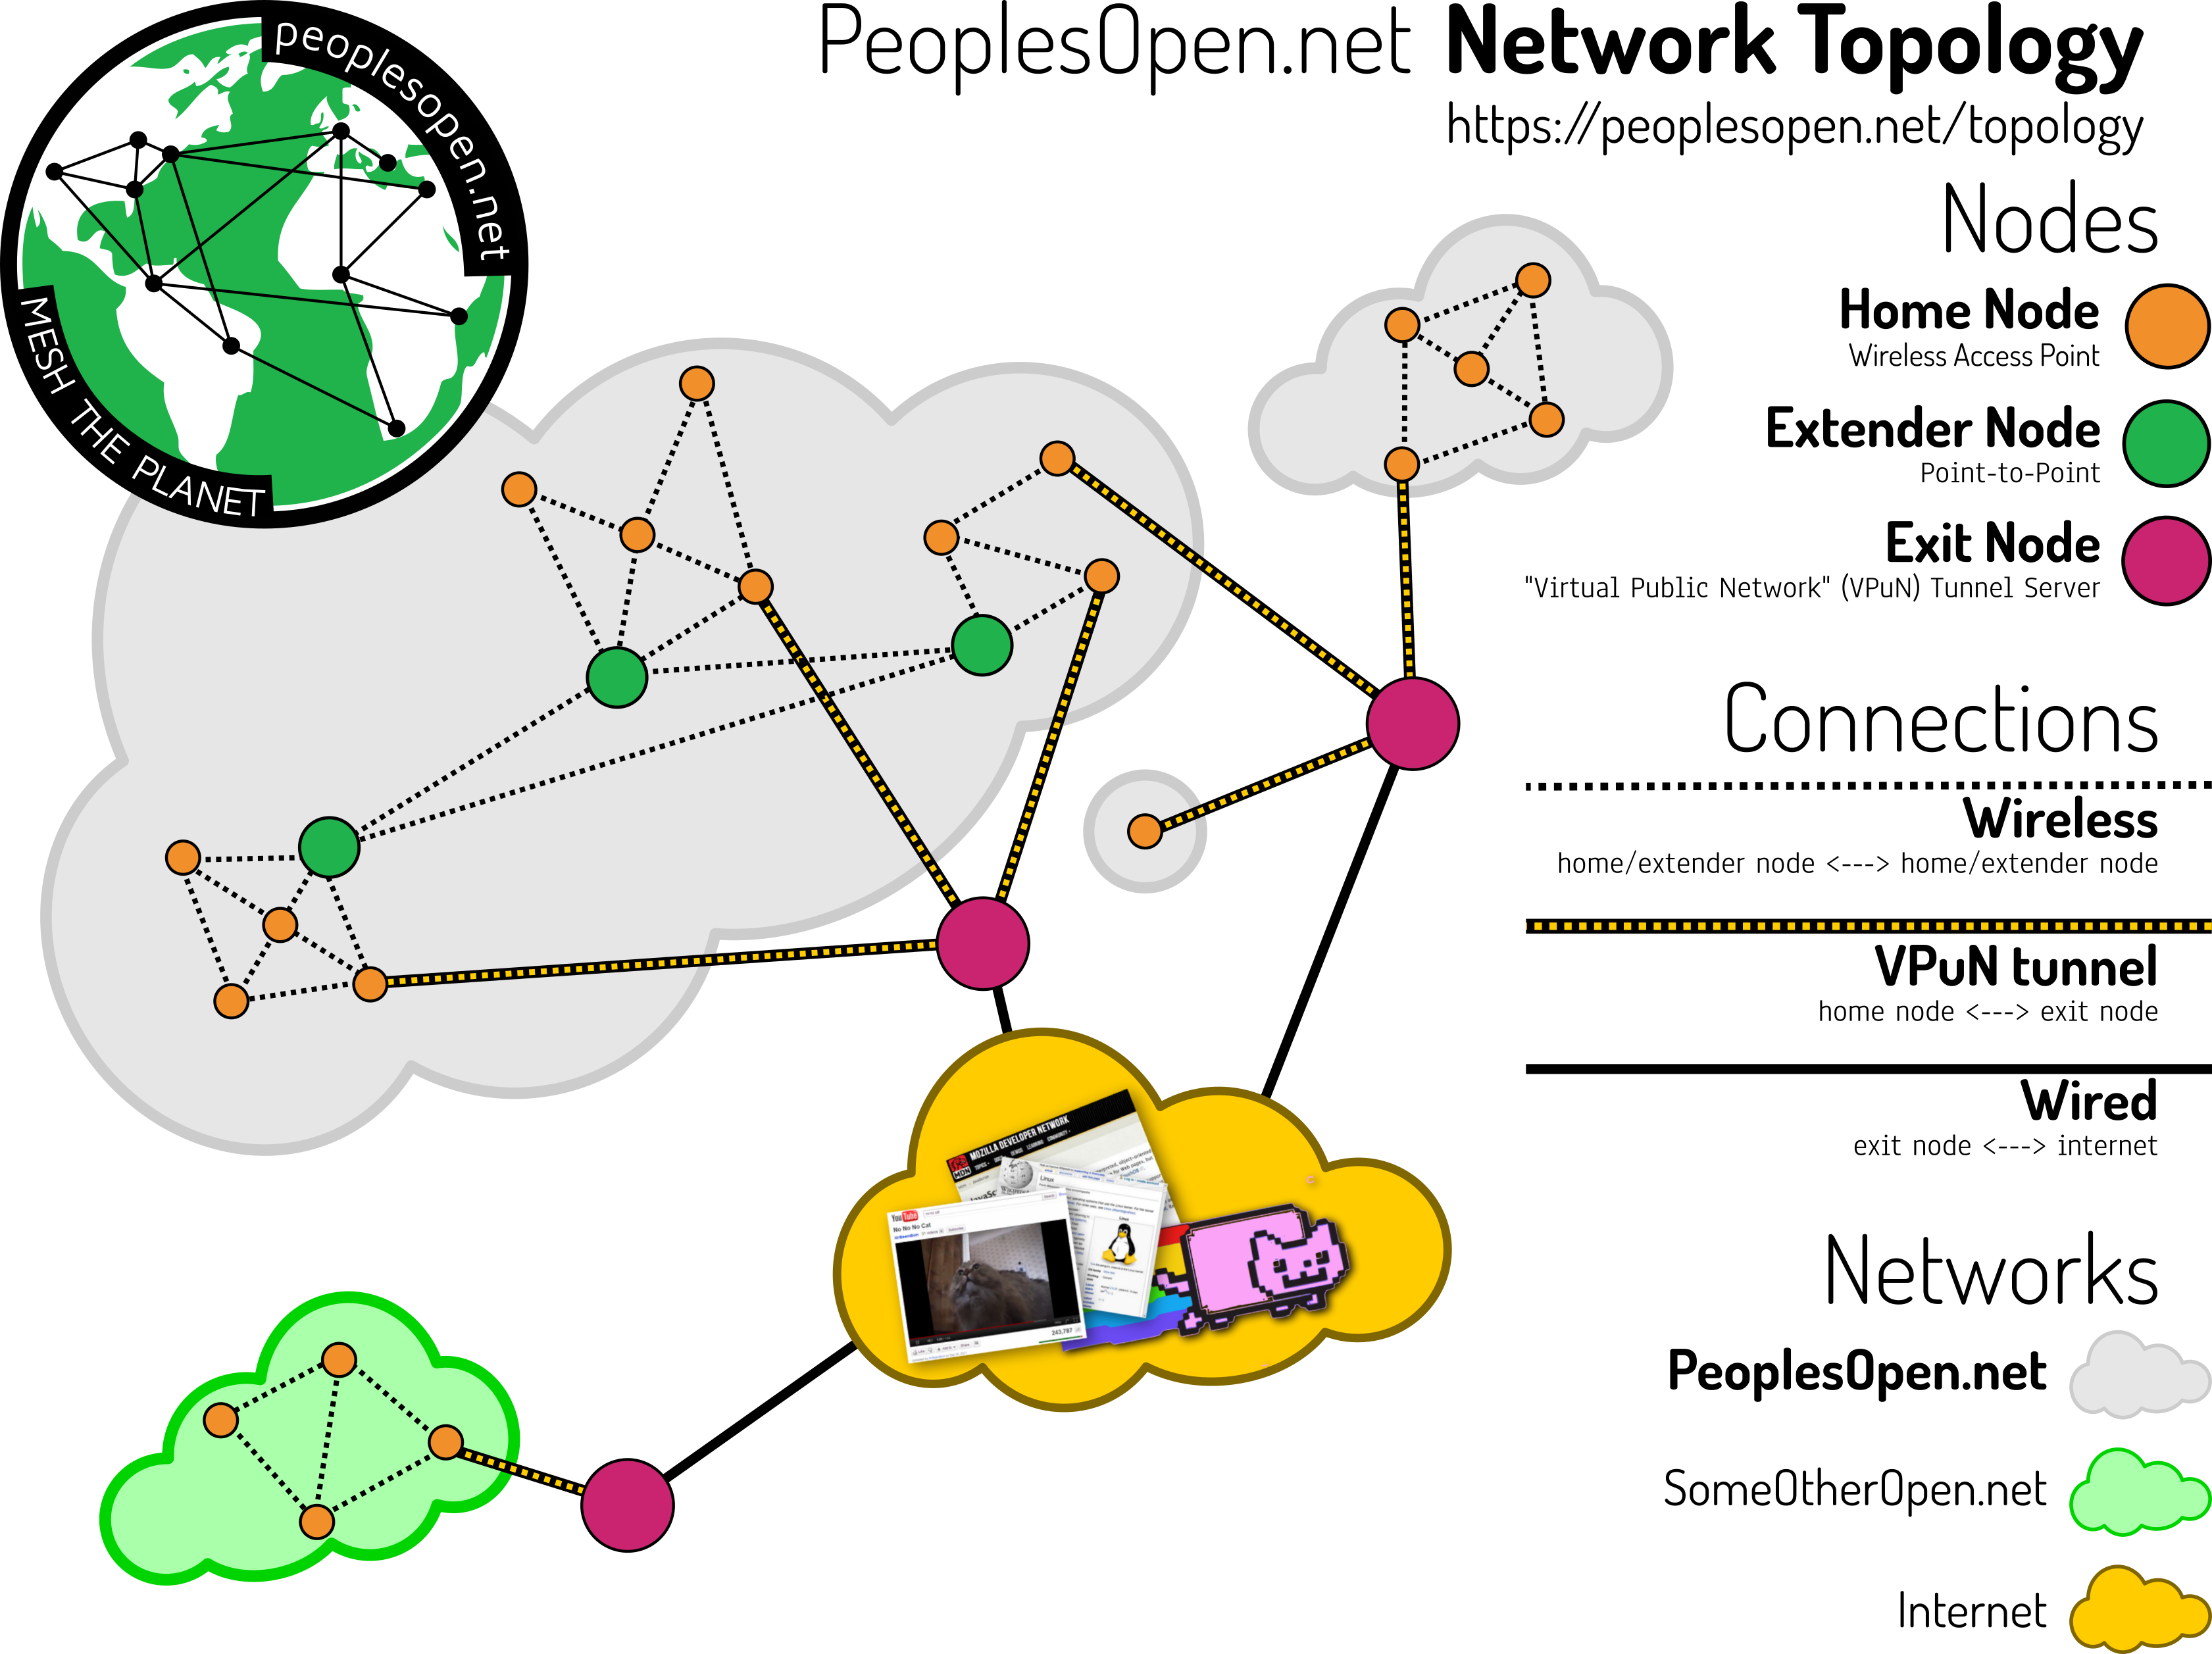 peoplesopen.net
MESH THE PLANET
PeoplesOpen.net Network Topology
https://peoplesopen.net/topology
Nodes
Home Node
Wireless Access Point
Extender Node
Point-to-Point
Exit Node
"Virtual Public Network" (VPuN) Tunnel Server
Connections
Wireless
home/extender node <---> home/extender node
VPuN tunnel
home node <---> exit node
Wired
exit node <---> internet
MOZILLA DEVELOPER NETWORK
MDN
Linux
YouTube
No No No Cat
243,787
Networks
PeoplesOpen.net
SomeOtherOpen.net
Internet